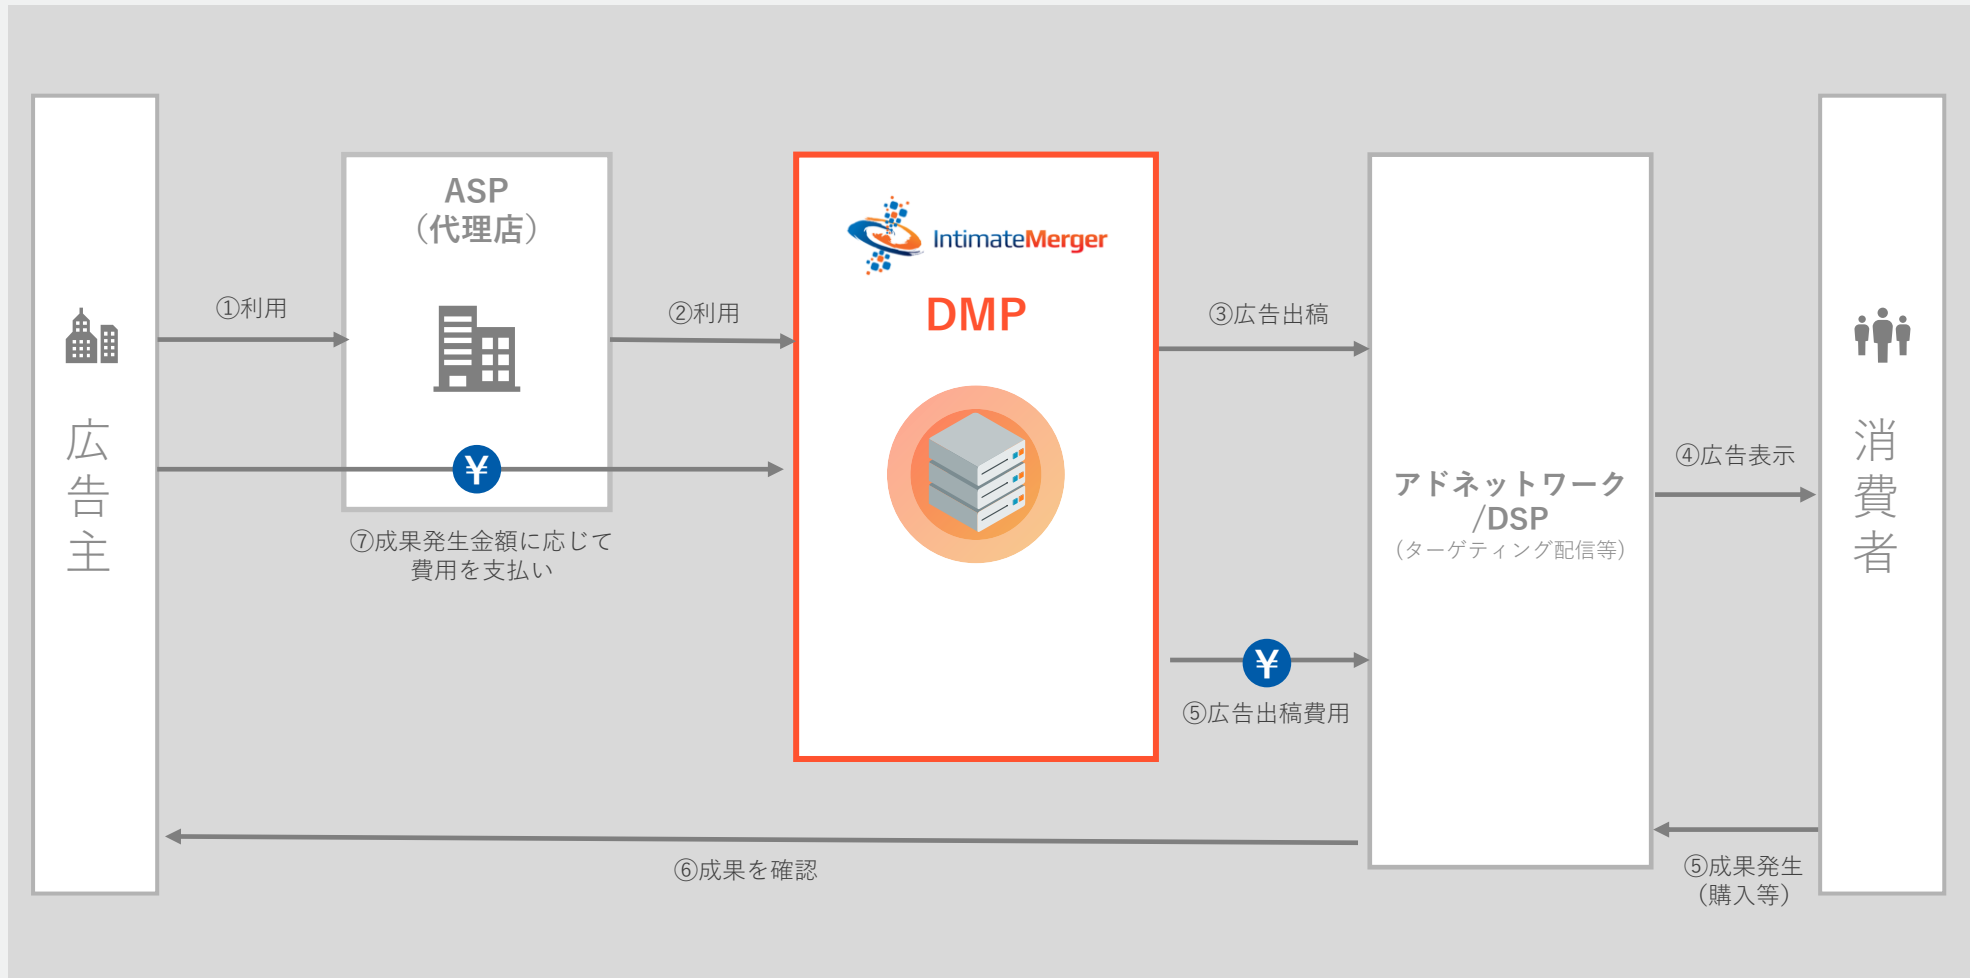 広告主
①利用
ASP
（代理店）
②利用
IntimateMerger
DMP
③広告出稿
アドネットワーク
/DSP
（ターゲティング配信等）
④広告表示
消費者
¥
⑦成果発生金額に応じて
費用を支払い
¥
⑤広告出稿費用
⑥成果を確認
⑤成果発生
（購入等）